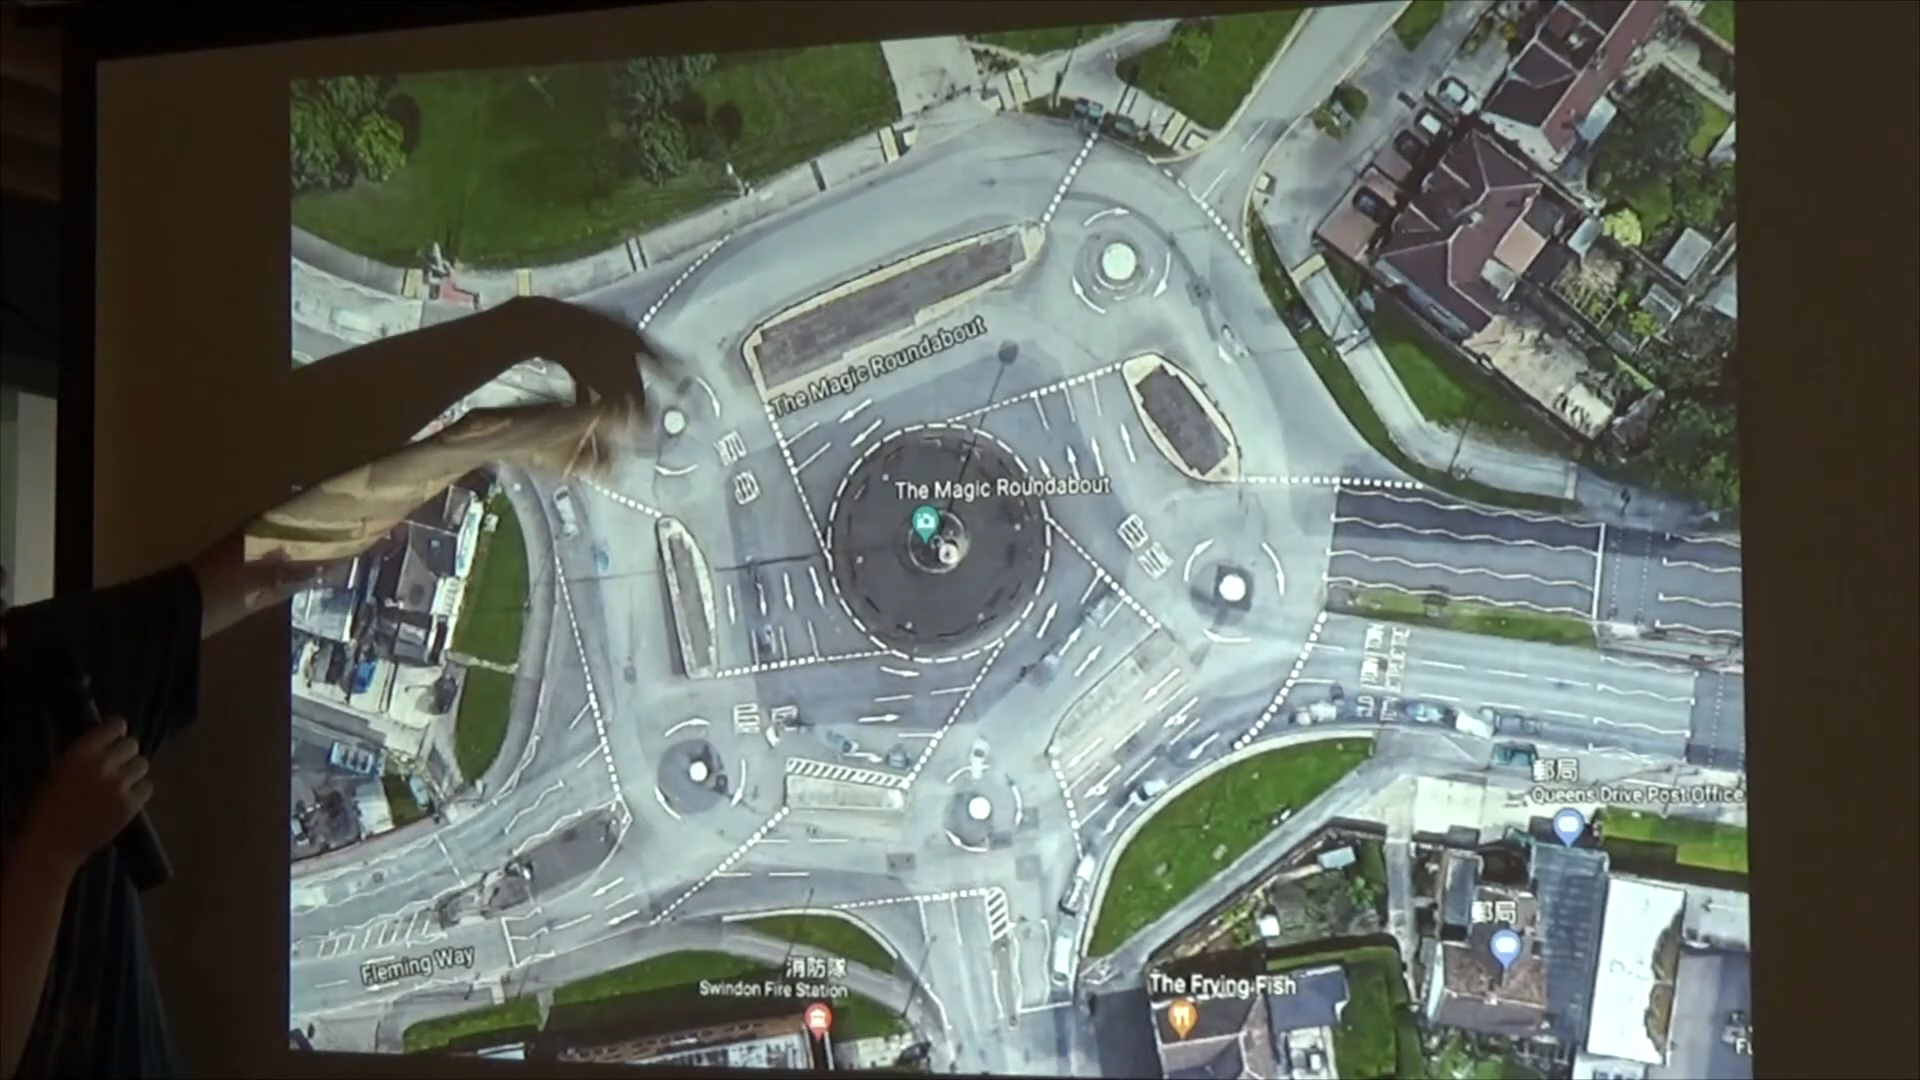 The Magic Roundabout
The Magic Roundabout
郵局
Queens Drive Post Office
郵局
Fleming Way
消防隊
Swindon Fire Station
The Frying Fish